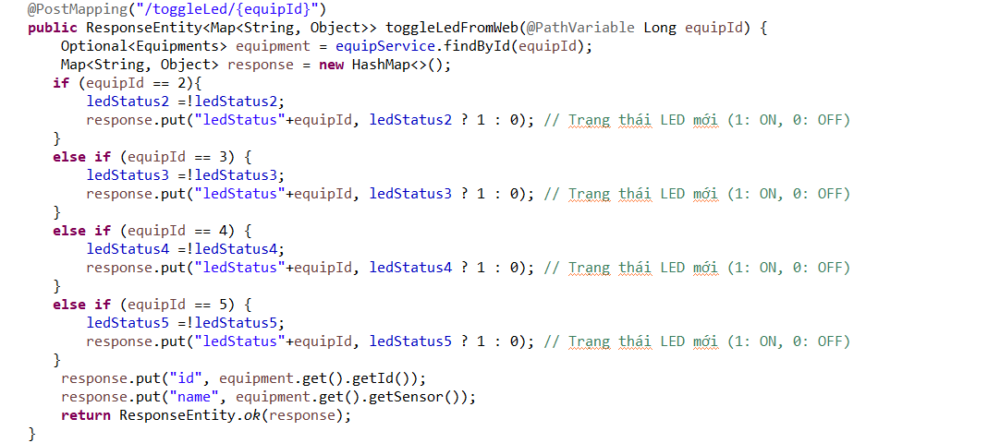 @PostMapping("/toggleLed/{equipId}")
public ResponseEntity<Map<String, Object>> toggleLedFromWeb(@PathVariable Long equipId) {
    Optional<Equipments> equipment = equipService.findById(equipId);
    Map<String, Object> response = new HashMap<>();
   if (equipId == 2){
       ledStatus2 =!ledStatus2;
       response.put("ledStatus"+equipId, ledStatus2 ? 1 : 0); // Trạng thái LED mới (1: ON, 0: OFF)
   }
   else if (equipId == 3) {
       ledStatus3 =!ledStatus3;
       response.put("ledStatus"+equipId, ledStatus3 ? 1 : 0); // Trạng thái LED mới (1: ON, 0: OFF)
   }
   else if (equipId == 4) {
       ledStatus4 =!ledStatus4;
       response.put("ledStatus"+equipId, ledStatus4 ? 1 : 0); // Trạng thái LED mới (1: ON, 0: OFF)
   }
   else if (equipId == 5) {
       ledStatus5 =!ledStatus5;
       response.put("ledStatus"+equipId, ledStatus5 ? 1 : 0); // Trạng thái LED mới (1: ON, 0: OFF)
   }
    response.put("id", equipment.get().getId());
    response.put("name", equipment.get().getSensor());
    return ResponseEntity.ok(response);
}